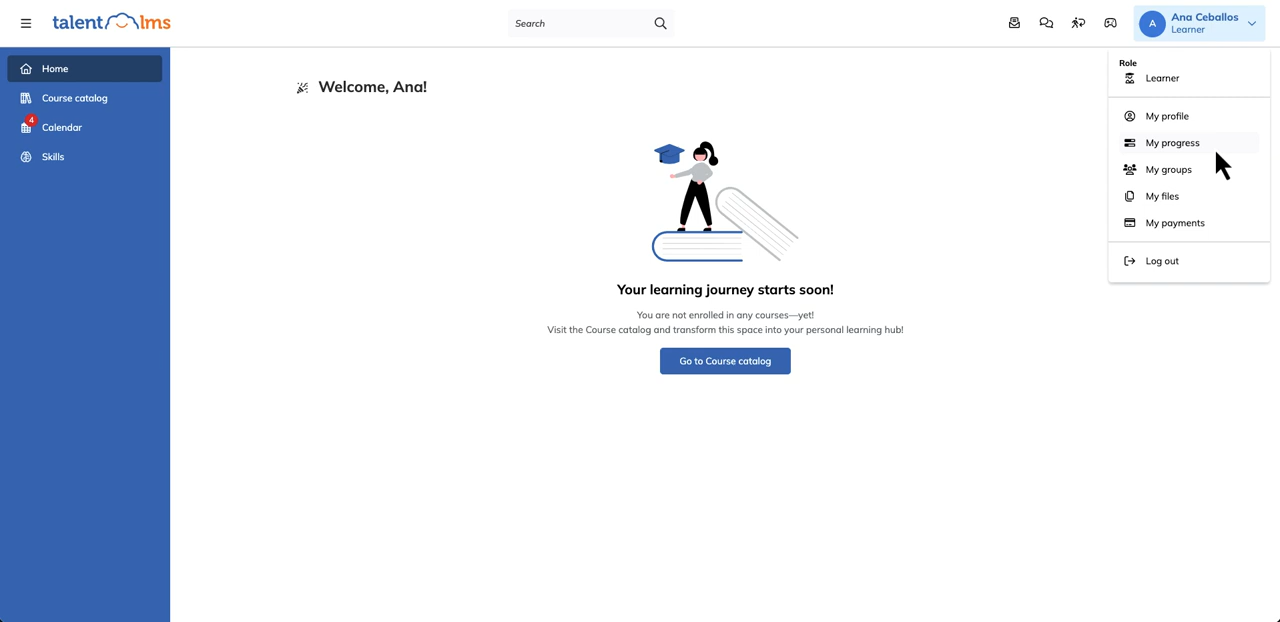 talentlms
Search
A
Ana Ceballos
Learner
Home
Course catalog
4
Calendar
Skills
Welcome, Ana!
Your learning journey starts soon!
You are not enrolled in any courses—yet!
Visit the Course catalog and transform this space into your personal learning hub!
Go to Course catalog
Role
Learner
My profile
My progress
My groups
My files
My payments
Log out